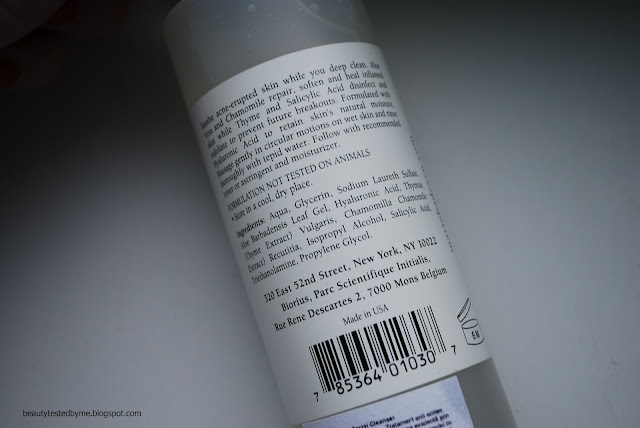 acne-erupted skin while you deep clean. Aloe
and Chamomile repair, soften and heal inflamed
skin while Thyme and Salicylic Acid disinfect and
to prevent future breakouts. Formulated with
Hyaluronic Acid to retain skin's natural moisture.
Massage gently in circular motions on wet skin and rinse
thoroughly with tepid water. Follow with recommended
toner or astringent and moisturizer.
FORMULATION NOT TESTED ON ANIMALS
• Store in a cool, dry place.
Ingredients: Aqua, Glycerin, Sodium Laureth Sulfate,
Aloe Barbadensis Leaf Gel, Hyaluronic Acid, Thymus
(Thyme Extract) Vulgaris, Chamomilla Chamomile
Extract) Recutitia, Isopropyl Alcohol, Salicylic Acid,
Triethanolamine, Propylene Glycol.
320 East 52nd Street, New York, NY 10022
Biorius, Parc Scientifique Initialis,
Rue Rene Descartes 2, 7000 Mons Belgium
Made in USA
7 85364 01030 7
6 M
Cleanser
Tratament anti acnee
beautytestedbyme.blogspot.com